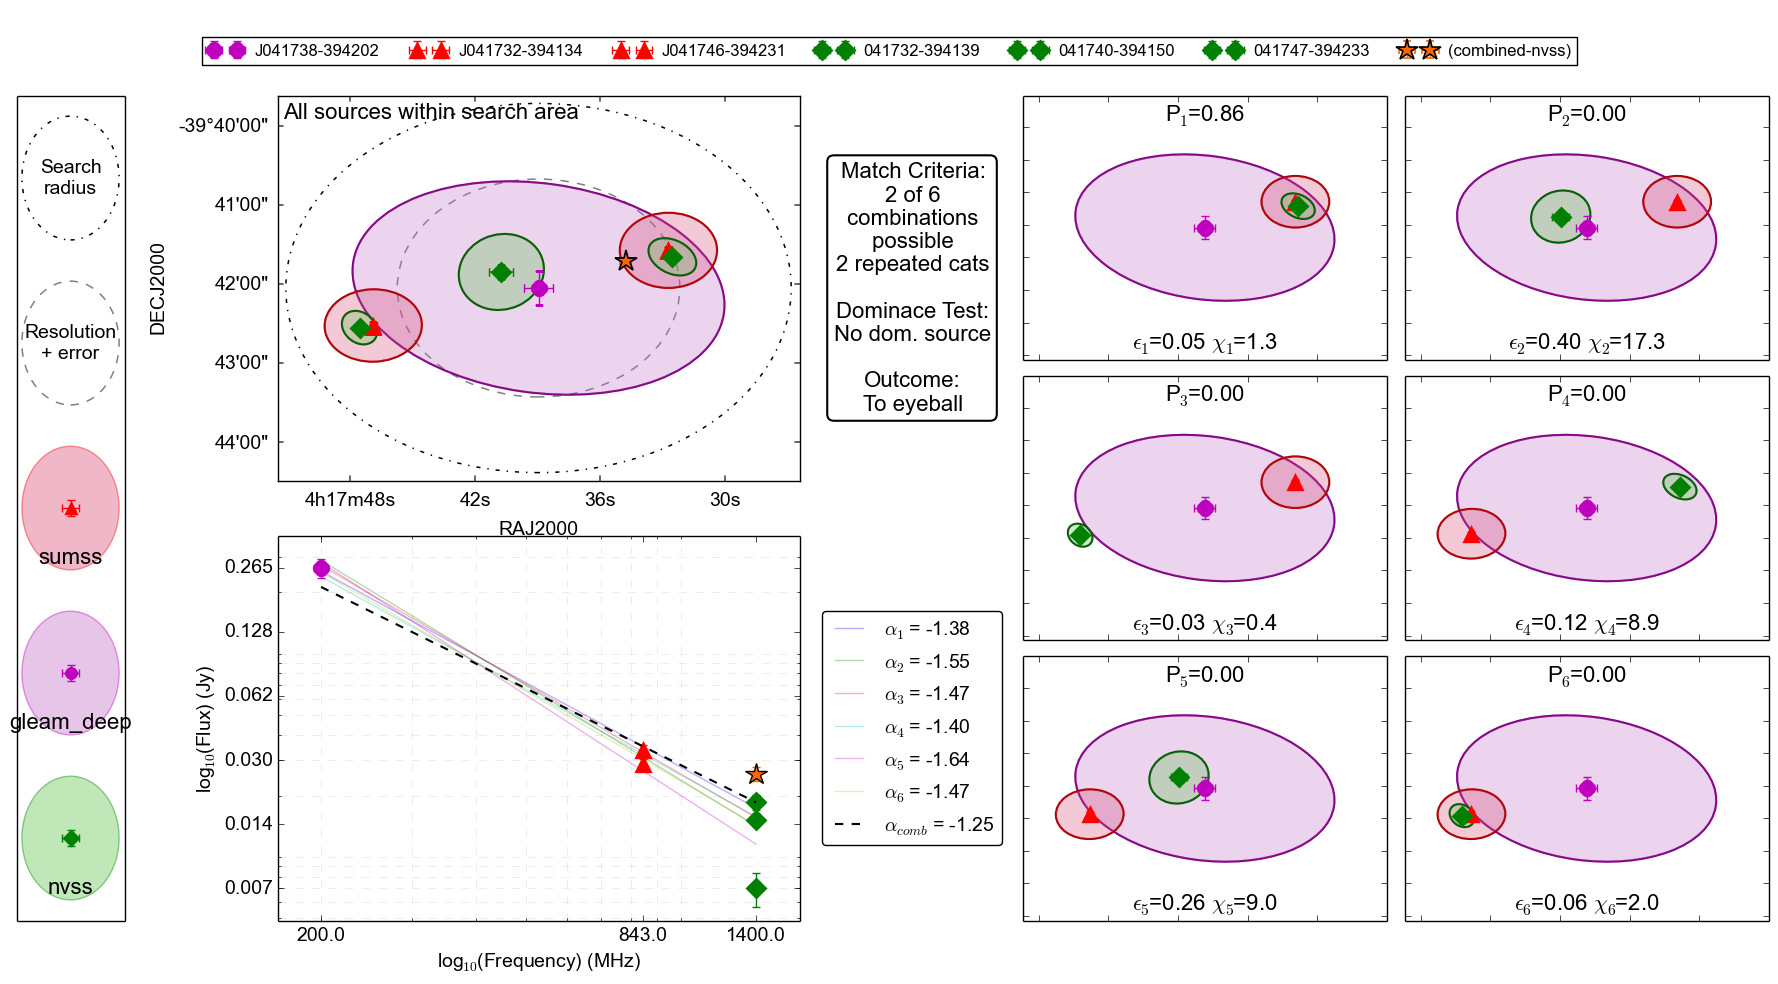 J041738-394202 J041732-394134 J041746-394231 041732-394139 041740-394150 041747-394233 (combined-nvss)
Search
radius
Resolution
+ error
sumss
gleam_deep
nvss
All sources within search area
-39°40'00"
41'00"
42'00"
43'00"
44'00"
DECJ2000
4h17m48s 42s 36s 30s
RAJ2000
Match Criteria:
2 of 6
combinations
possible
2 repeated cats
Dominace Test:
No dom. source
Outcome:
To eyeball
0.265
0.128
0.062
0.030
0.014
0.007
log₁₀(Flux) (Jy)
200.0 843.0 1400.0
log₁₀(Frequency) (MHz)
α₁ = -1.38
α₂ = -1.55
α₃ = -1.47
α₄ = -1.40
α₅ = -1.64
α₆ = -1.47
α_comb = -1.25
P₁=0.86
ϵ₁=0.05 χ₁=1.3
P₂=0.00
ϵ₂=0.40 χ₂=17.3
P₃=0.00
ϵ₃=0.03 χ₃=0.4
P₄=0.00
ϵ₄=0.12 χ₄=8.9
P₅=0.00
ϵ₅=0.26 χ₅=9.0
P₆=0.00
ϵ₆=0.06 χ₆=2.0